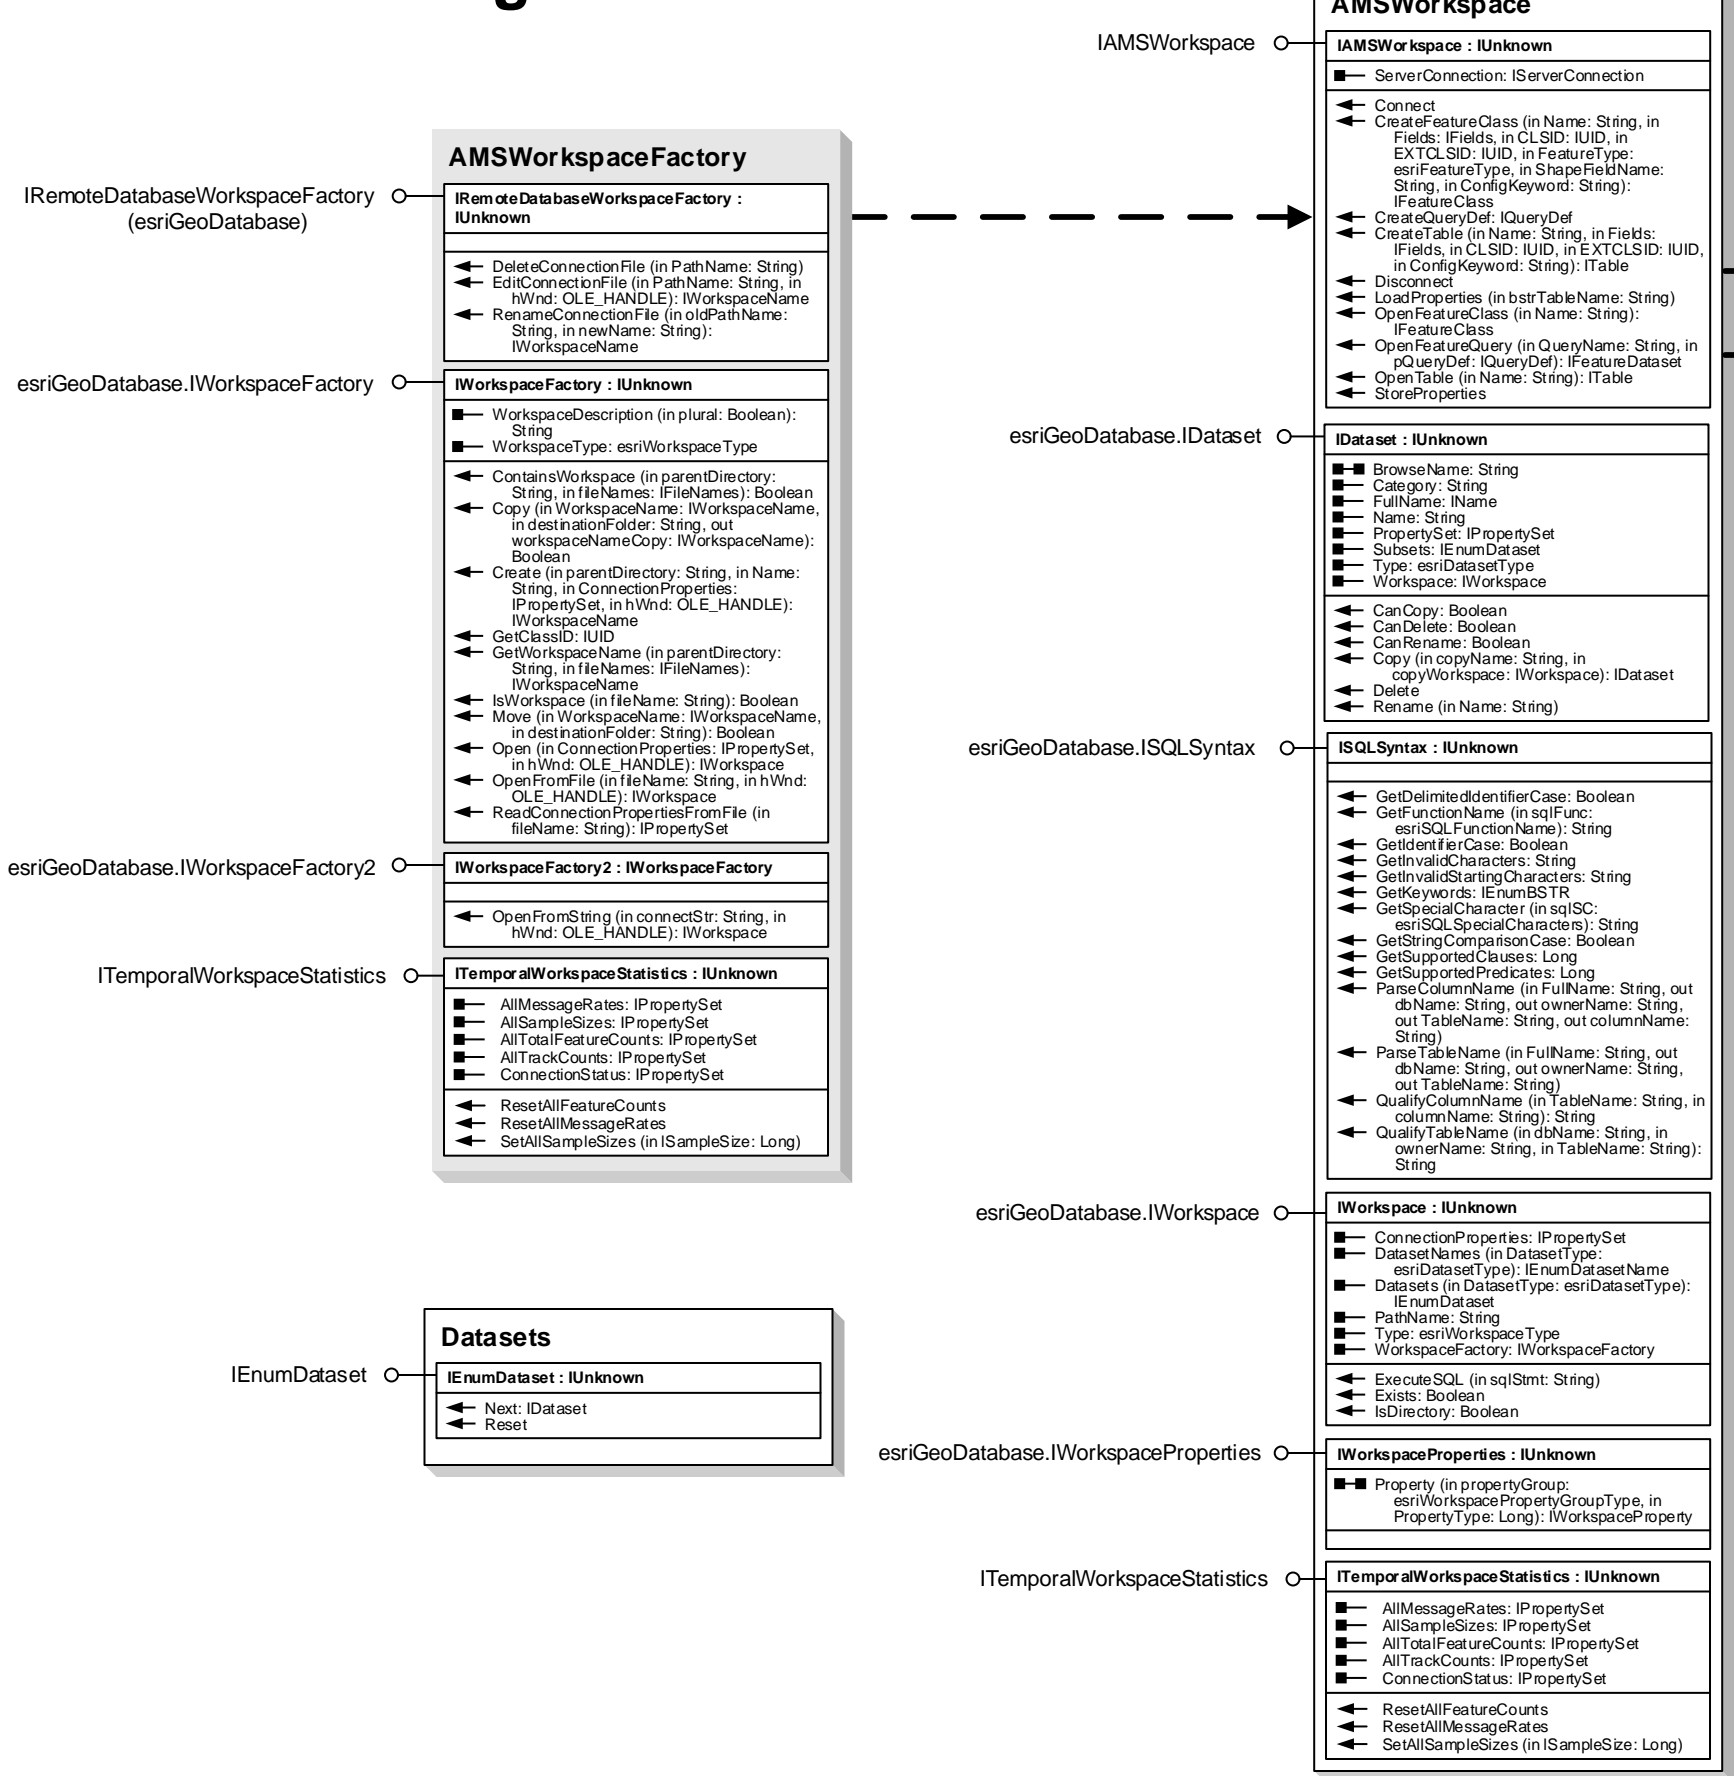 g
IRemoteDatabaseWorkspaceFactory
(esriGeoDatabase)
AMSWorkspaceFactory
IRemoteDatabaseWorkspaceFactory :
IUnknown
DeleteConnectionFile (in PathName: String)
EditConnectionFile (in PathName: String, in
hWnd: OLE_HANDLE): IWorkspaceName
RenameConnectionFile (in oldPathName:
String, in newName: String):
IWorkspaceName
esriGeoDatabase.IWorkspaceFactory
IWorkspaceFactory : IUnknown
WorkspaceDescription (in plural: Boolean):
String
WorkspaceType: esriWorkspaceType
ContainsWorkspace (in parentDirectory:
String, in fileNames: IFileNames): Boolean
Copy (in WorkspaceName: IWorkspaceName,
in destinationFolder: String, out
workspaceNameCopy: IWorkspaceName):
Boolean
Create (in parentDirectory: String, in Name:
String, in ConnectionProperties:
IPropertySet, in hWnd: OLE_HANDLE):
IWorkspaceName
GetClassID: IUID
GetWorkspaceName (in parentDirectory:
String, in fileNames: IFileNames):
IWorkspaceName
IsWorkspace (in fileName: String): Boolean
Move (in WorkspaceName: IWorkspaceName,
in destinationFolder: String): Boolean
Open (in ConnectionProperties: IPropertySet,
in hWnd: OLE_HANDLE): IWorkspace
OpenFromFile (in fileName: String, in hWnd:
OLE_HANDLE): IWorkspace
ReadConnectionPropertiesFromFile (in
fileName: String): IPropertySet
esriGeoDatabase.IWorkspaceFactory2
IWorkspaceFactory2 : IWorkspaceFactory
OpenFromString (in connectStr: String, in
hWnd: OLE_HANDLE): IWorkspace
ITemporalWorkspaceStatistics
ITemporalWorkspaceStatistics : IUnknown
AllMessageRates: IPropertySet
AllSampleSizes: IPropertySet
AllTotalFeatureCounts: IPropertySet
AllTrackCounts: IPropertySet
ConnectionStatus: IPropertySet
ResetAllFeatureCounts
ResetAllMessageRates
SetAllSampleSizes (in lSampleSize: Long)
Datasets
IEnumDataset
IEnumDataset : IUnknown
Next: IDataset
Reset
AMSWorkspace
IAMSWorkspace
IAMSWorkspace : IUnknown
ServerConnection: IServerConnection
Connect
CreateFeatureClass (in Name: String, in
Fields: IFields, in CLSID: IUID, in
EXTCLSID: IUID, in FeatureType:
esriFeatureType, in ShapeFieldName:
String, in ConfigKeyword: String):
IFeatureClass
CreateQueryDef: IQueryDef
CreateTable (in Name: String, in Fields:
IFields, in CLSID: IUID, in EXTCLSID: IUID,
in ConfigKeyword: String): ITable
Disconnect
LoadProperties (in bstrTableName: String)
OpenFeatureClass (in Name: String):
IFeatureClass
OpenFeatureQuery (in QueryName: String, in
pQueryDef: IQueryDef): IFeatureDataset
OpenTable (in Name: String): ITable
StoreProperties
esriGeoDatabase.IDataset
IDataset : IUnknown
BrowseName: String
Category: String
FullName: IName
Name: String
PropertySet: IPropertySet
Subsets: IEnumDataset
Type: esriDatasetType
Workspace: IWorkspace
CanCopy: Boolean
CanDelete: Boolean
CanRename: Boolean
Copy (in copyName: String, in
copyWorkspace: IWorkspace): IDataset
Delete
Rename (in Name: String)
esriGeoDatabase.ISQLSyntax
ISQLSyntax : IUnknown
GetDelimitedIdentifierCase: Boolean
GetFunctionName (in sqlFunc:
esriSQLFunctionName): String
GetIdentifierCase: Boolean
GetInvalidCharacters: String
GetInvalidStartingCharacters: String
GetKeywords: IEnumBSTR
GetSpecialCharacter (in sqlSC:
esriSQLSpecialCharacters): String
GetStringComparisonCase: Boolean
GetSupportedClauses: Long
GetSupportedPredicates: Long
ParseColumnName (in FullName: String, out
dbName: String, out ownerName: String,
out TableName: String, out columnName:
String)
ParseTableName (in FullName: String, out
dbName: String, out ownerName: String,
out TableName: String)
QualifyColumnName (in TableName: String, in
columnName: String): String
QualifyTableName (in dbName: String, in
ownerName: String, in TableName: String):
String
esriGeoDatabase.IWorkspace
IWorkspace : IUnknown
ConnectionProperties: IPropertySet
DatasetNames (in DatasetType:
esriDatasetType): IEnumDatasetName
Datasets (in DatasetType: esriDatasetType):
IEnumDataset
PathName: String
Type: esriWorkspaceType
WorkspaceFactory: IWorkspaceFactory
ExecuteSQL (in sqlStmt: String)
Exists: Boolean
IsDirectory: Boolean
esriGeoDatabase.IWorkspaceProperties
IWorkspaceProperties : IUnknown
Property (in propertyGroup:
esriWorkspacePropertyGroupType, in
PropertyType: Long): IWorkspaceProperty
ITemporalWorkspaceStatistics
ITemporalWorkspaceStatistics : IUnknown
AllMessageRates: IPropertySet
AllSampleSizes: IPropertySet
AllTotalFeatureCounts: IPropertySet
AllTrackCounts: IPropertySet
ConnectionStatus: IPropertySet
ResetAllFeatureCounts
ResetAllMessageRates
SetAllSampleSizes (in lSampleSize: Long)